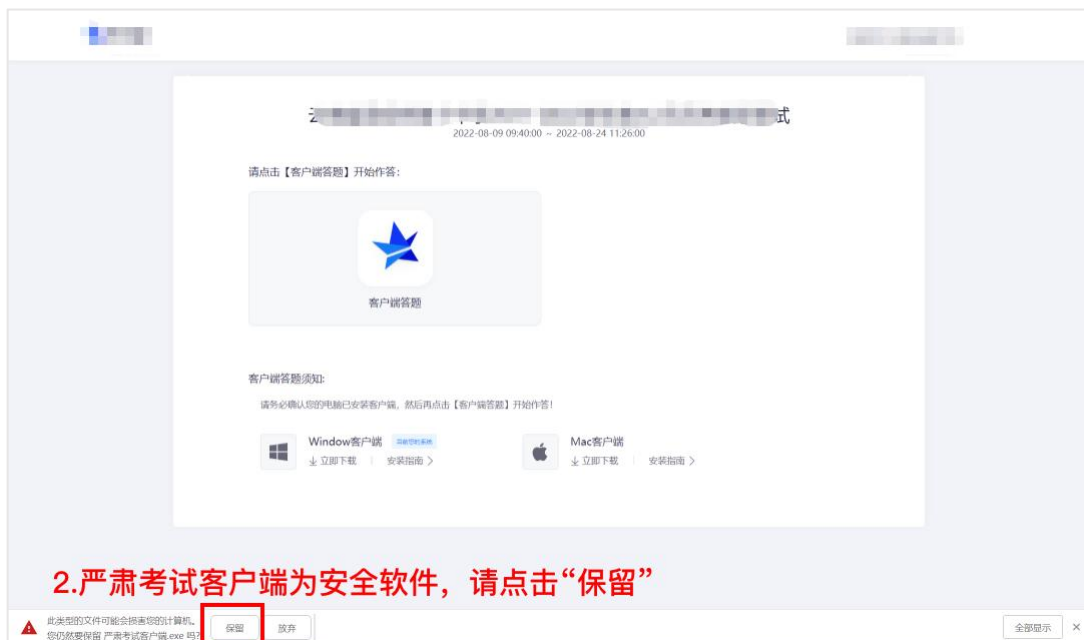 试
2022-08-09 09:40:00 ~ 2022-08-24 11:26:00
请点击【客户端答题】开始作答：
客户端答题
客户端答题须知:
请务必确认您的电脑已安装客户端，然后再点击【客户端答题】开始作答！
Window客户端
立即下载
安装指南
Mac客户端
立即下载
安装指南
2.严肃考试客户端为安全软件，请点击“保留”
此类型的文件可能会损害您的计算机。
您仍然要保留 严肃考试客户端.exe 吗?
保留
放弃
全部显示